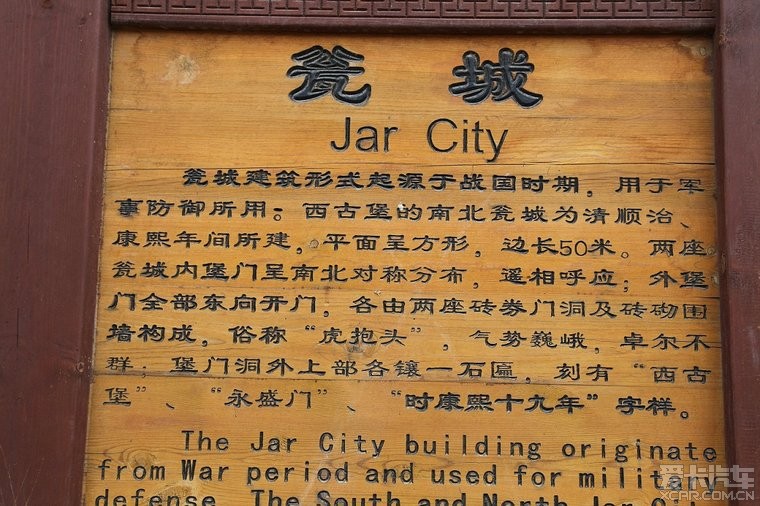 瓮城
Jar City
瓮城建筑形式起源于战国时期，用于军
事防御所用；西古堡的南北瓮城为清顺治、
康熙年间所建，平面呈方形，边长50米。两座
瓮城内堡门呈南北对称分布，遥相呼应；外堡
门全部东向开门，各由两座砖券门洞及砖砌围
墙构成，俗称“虎抱头”，气势巍峨，卓尔不
群；堡门洞外上部各镶一石匾，刻有“西古
堡”、“永盛门”、“时康熙十九年”字样。
The Jar City building originate
from War period and used for military
defense. The South and North Jar City
爱卡汽车
XCAR.COM.CN